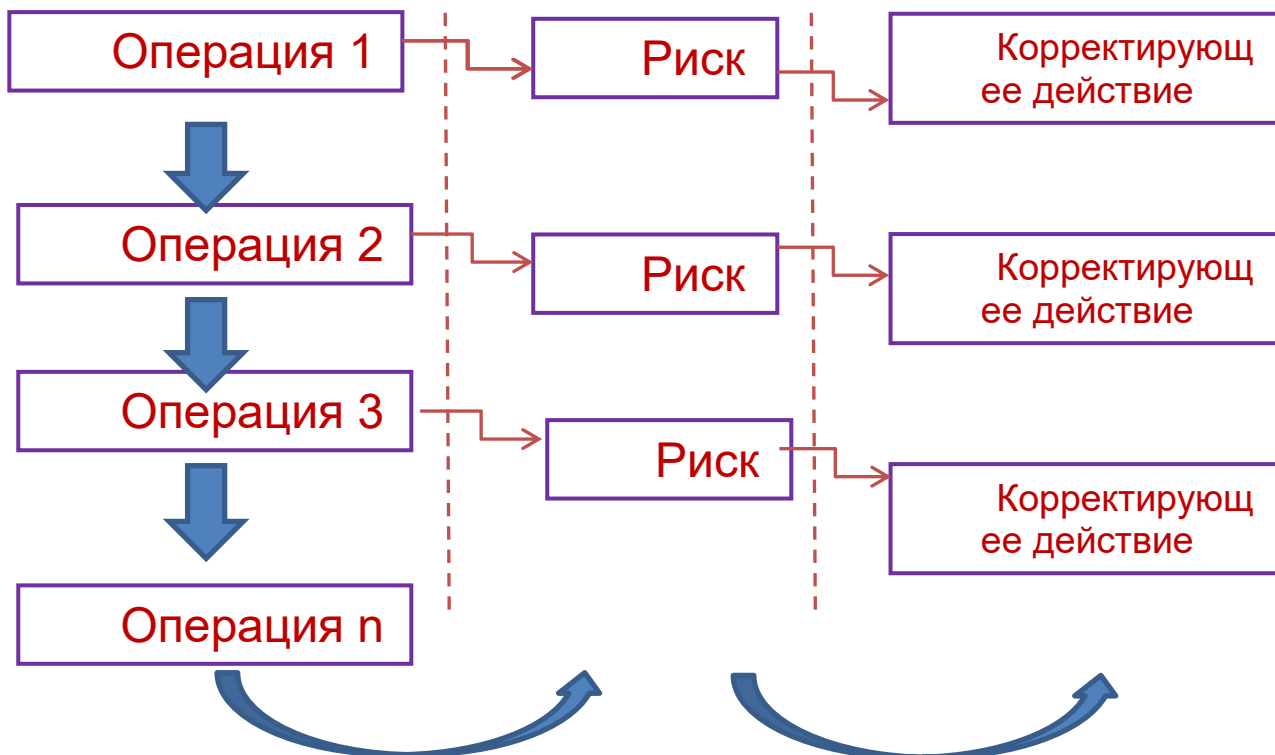 Операция 1
Риск
Корректирующ
ее действие
Операция 2
Риск
Корректирующ
ее действие
Операция 3
Риск
Корректирующ
ее действие
Операция n